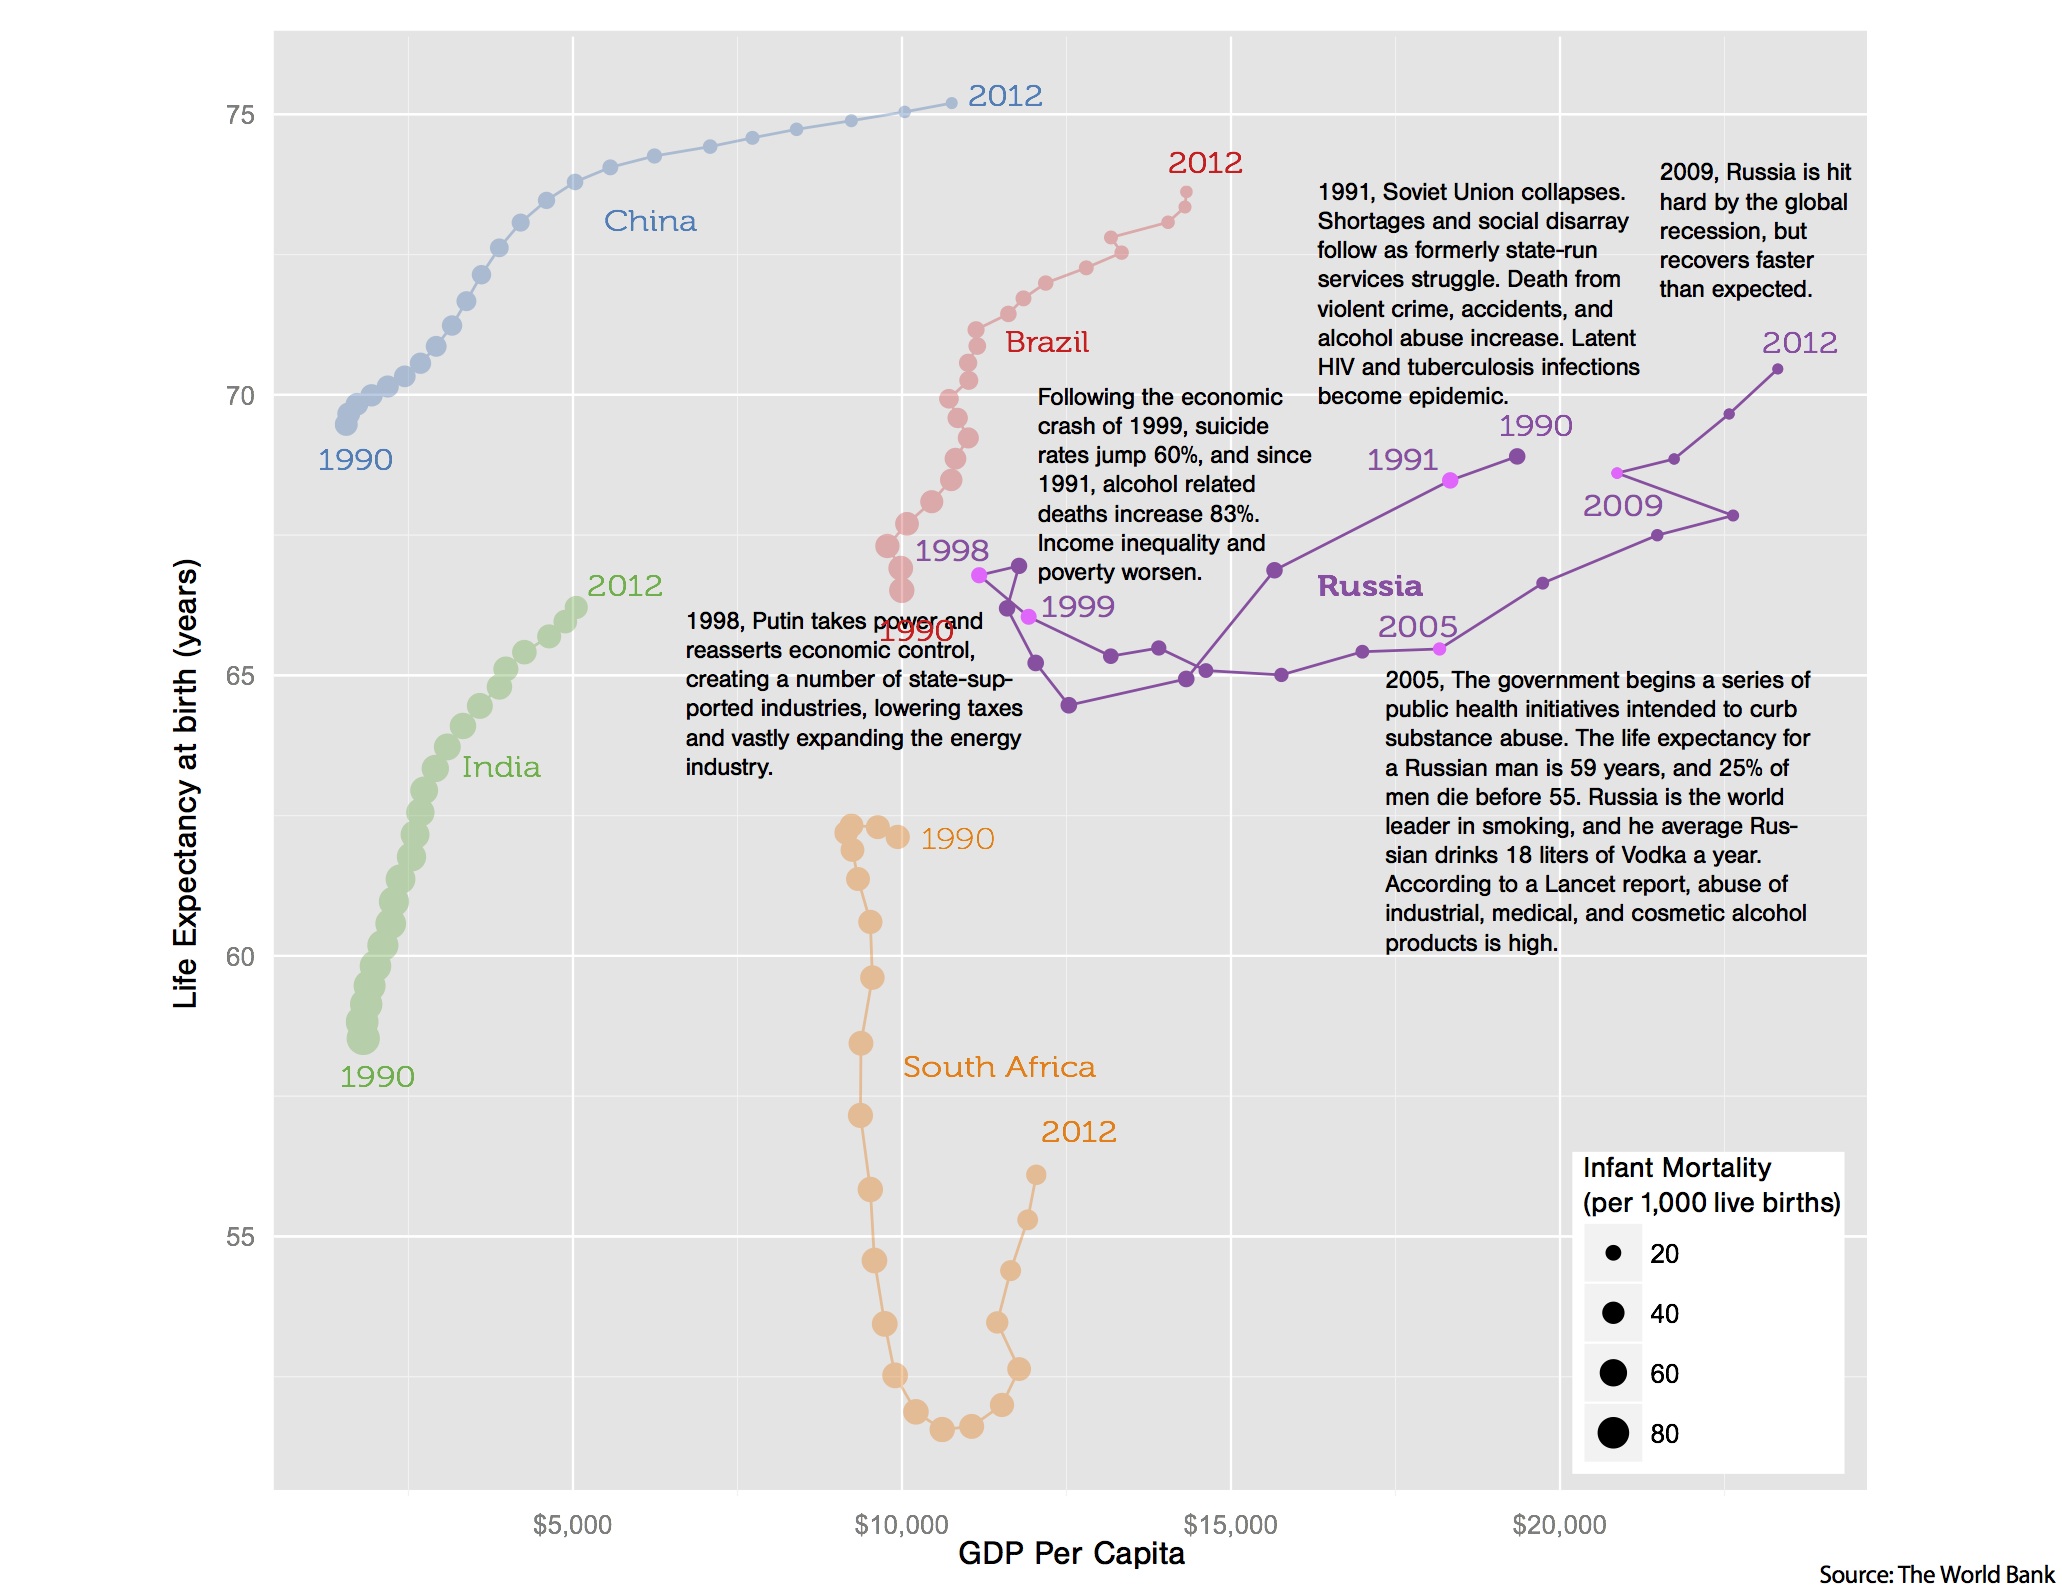 75
70
65
60
55
Life Expectancy at birth (years)
$5,000
$10,000
$15,000
$20,000
GDP Per Capita
2012
China
1990
2012
Brazil
1990
2012
India
1990
1990
South Africa
2012
1991, Soviet Union collapses.
Shortages and social disarray
follow as formerly state-run
services struggle. Death from
violent crime, accidents, and
alcohol abuse increase. Latent
HIV and tuberculosis infections
become epidemic.
2009, Russia is hit
hard by the global
recession, but
recovers faster
than expected.
2012
1990
1991
2009
Following the economic
crash of 1999, suicide
rates jump 60%, and since
1991, alcohol related
deaths increase 83%.
Income inequality and
poverty worsen.
1998
1999
Russia
2005
1998, Putin takes power and
reasserts economic control,
creating a number of state-sup-
ported industries, lowering taxes
and vastly expanding the energy
industry.
2005, The government begins a series of
public health initiatives intended to curb
substance abuse. The life expectancy for
a Russian man is 59 years, and 25% of
men die before 55. Russia is the world
leader in smoking, and he average Rus-
sian drinks 18 liters of Vodka a year.
According to a Lancet report, abuse of
industrial, medical, and cosmetic alcohol
products is high.
Infant Mortality
(per 1,000 live births)
20
40
60
80
Source: The World Bank